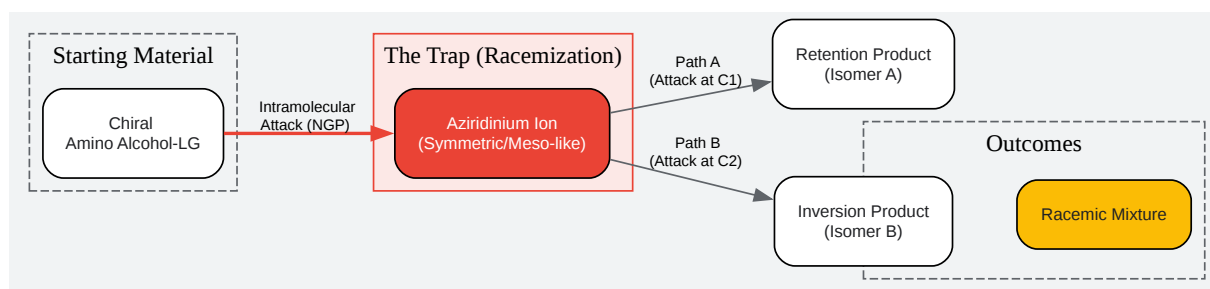 Starting Material
Chiral
Amino Alcohol-LG
Intramolecular
Attack (NGP)
The Trap (Racemization)
Aziridinium Ion
(Symmetric/Meso-like)
Path A
(Attack at C1)
Path B
(Attack at C2)
Retention Product
(Isomer A)
Inversion Product
(Isomer B)
Outcomes
Racemic Mixture